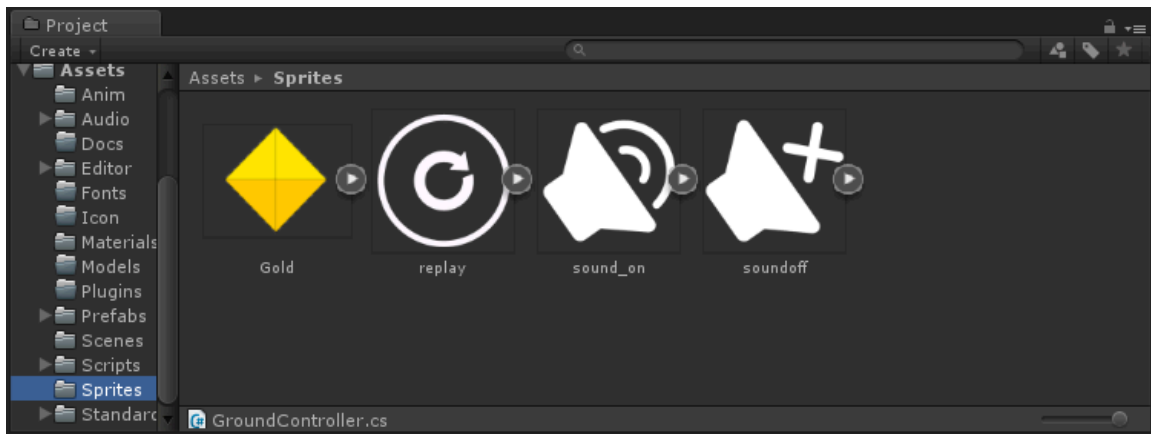 Project
Create
Assets
Anim
Audio
Docs
Editor
Fonts
Icon
Materials
Models
Plugins
Prefabs
Scenes
Scripts
Sprites
Standard
Assets ▸ Sprites
Gold replay sound_on soundoff
GroundController.cs